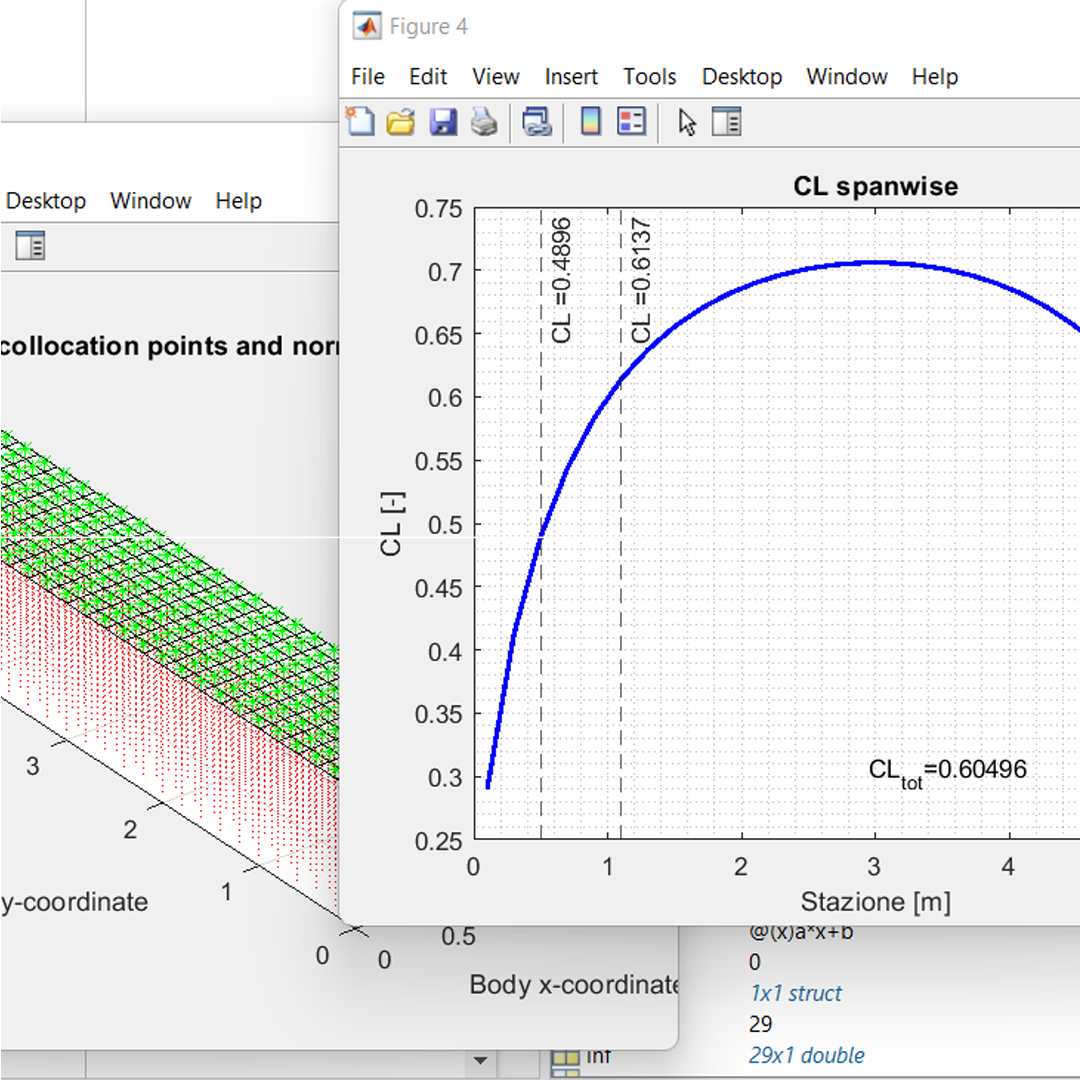 Figure 4
File Edit View Insert Tools Desktop Window Help
Desktop Window Help
CL spanwise
0.75
0.7
0.65
0.6
0.55
0.5
0.45
0.4
0.35
0.3
0.25
CL [-]
CL =0.4896
CL =0.6137
CLtot=0.60496
0 1 2 3 4
Stazione [m]
collocation points and nor
3
2
1
0
y-coordinate
0
0.5
Body x-coordinate
@(x)a*x+b
0
1x1 struct
29
inf 29x1 double